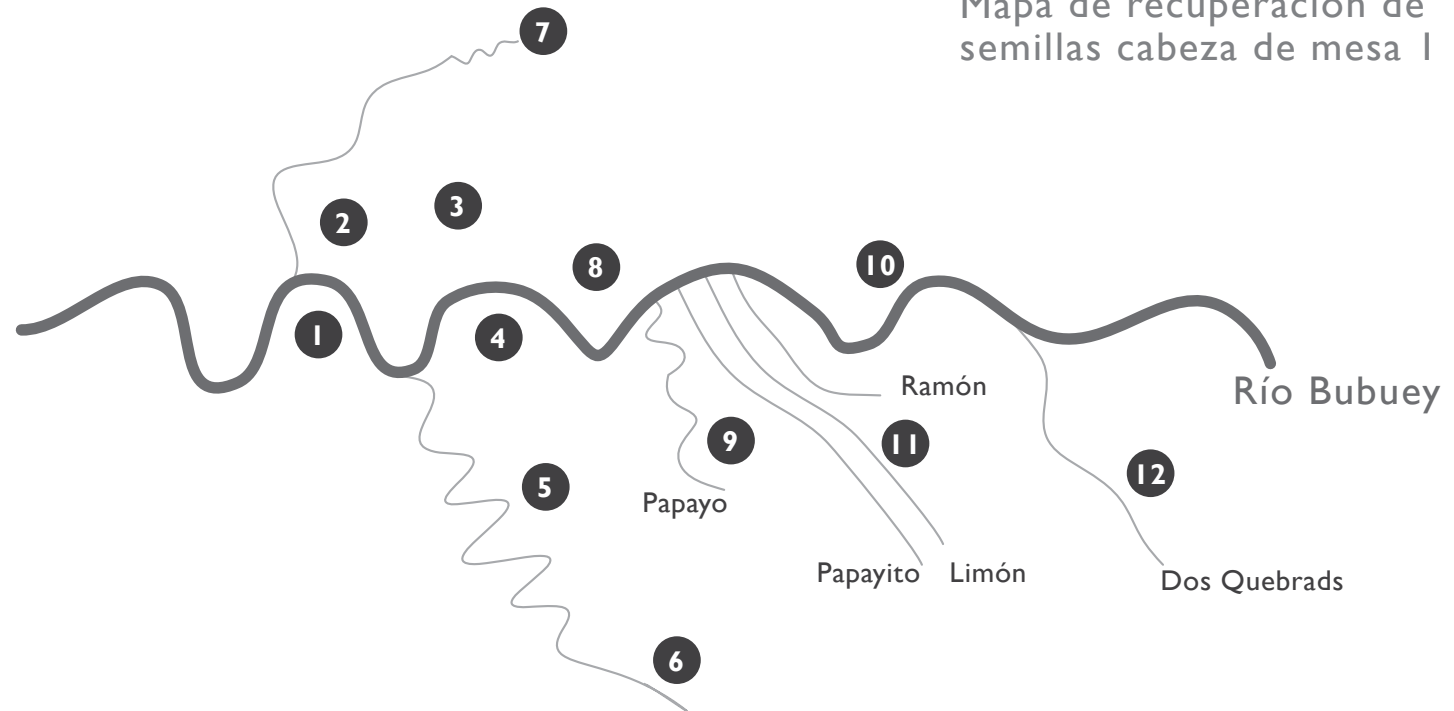 Mapa de recuperación de
semillas cabeza de mesa 1
7
2
3
8
10
1
4
Ramón
Río Bubuey
9
11
12
5
Papayo
Papayito
Limón
Dos Quebrads
6